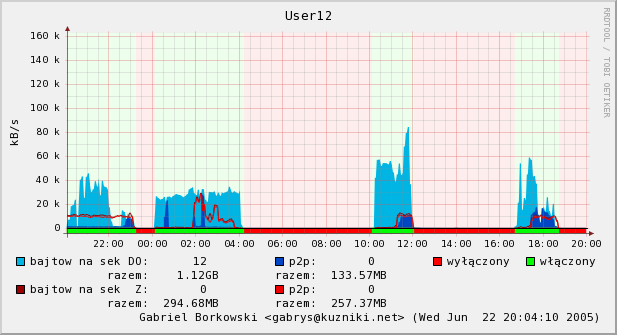 User12
RRDTOOL / TOBI OETIKER
kB/s
160 k
140 k
120 k
100 k
80 k
60 k
40 k
20 k
0
22:00 00:00 02:00 04:00 06:00 08:00 10:00 12:00 14:00 16:00 18:00 20:00
bajtow na sek DO: 12 p2p: 0 wyłączony włączony
razem: 1.12GB razem: 133.57MB
bajtow na sek Z: 0 p2p: 0
razem: 294.68MB razem: 257.37MB
Gabriel Borkowski <gabrys@kuzniki.net> (Wed Jun 22 20:04:10 2005)